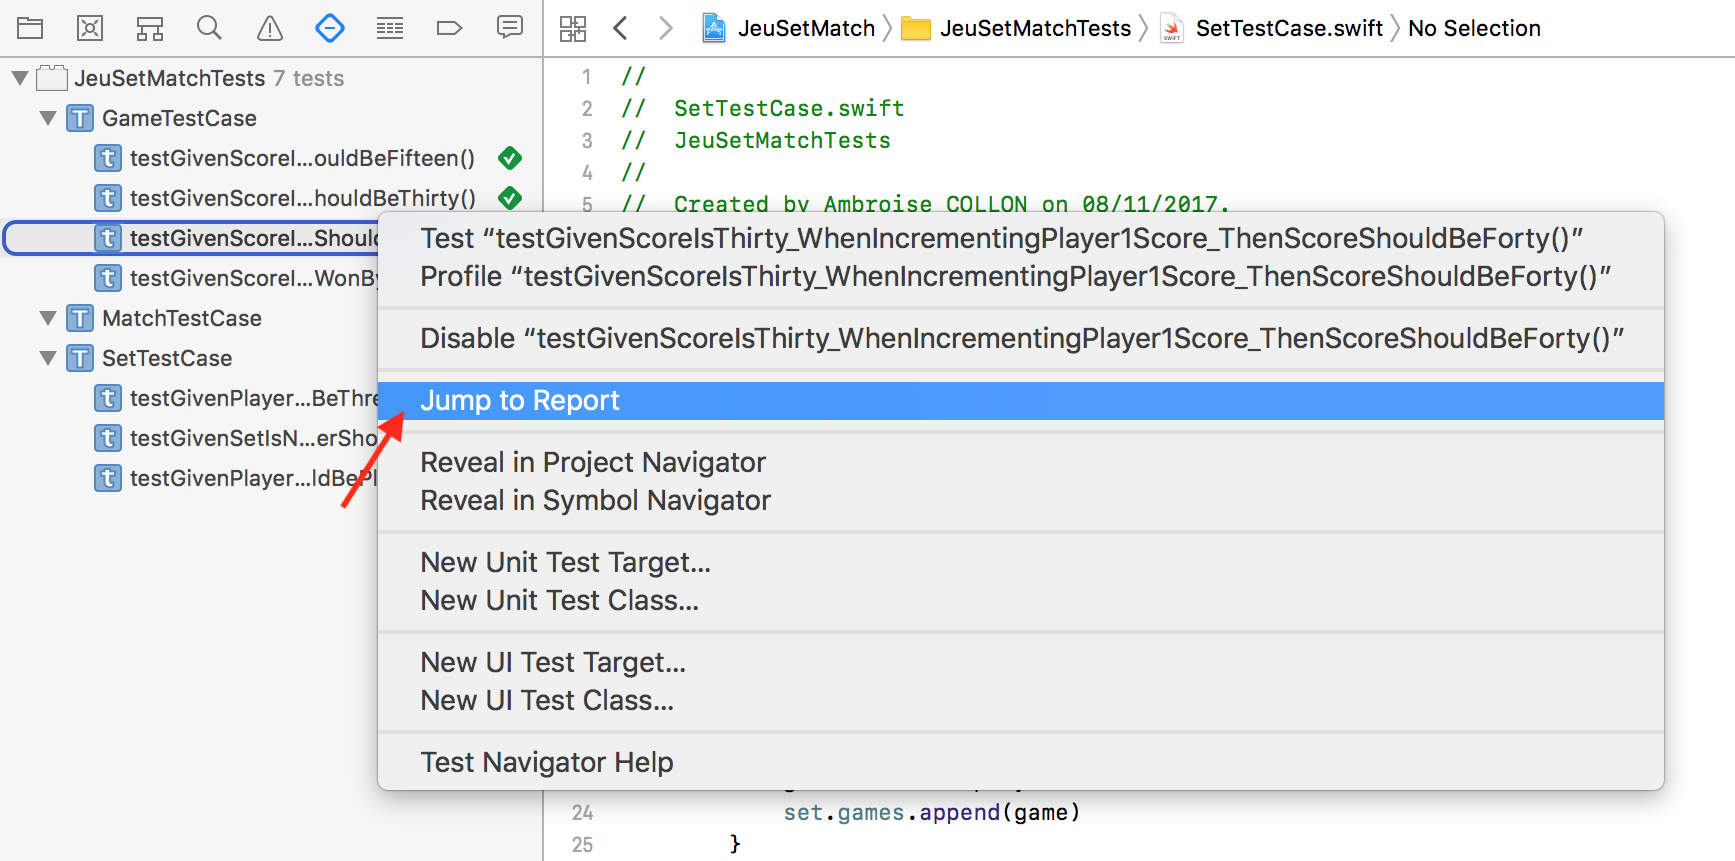 JeuSetMatch JeuSetMatchTests SetTestCase.swift No Selection
JeuSetMatchTests 7 tests
GameTestCase
testGivenScoreI...ouldBeFifteen()
testGivenScoreI...houldBeThirty()
testGivenScoreI...Should
testGivenScoreI...WonBy
MatchTestCase
SetTestCase
testGivenPlayer...BeThre
testGivenSetIsN...erSho
testGivenPlayer...ldBePl
1 //
2 // SetTestCase.swift
3 // JeuSetMatchTests
4 //
5 // Created by Ambroise COLLON on 08/11/2017.
Test “testGivenScoreIsThirty_WhenIncrementingPlayer1Score_ThenScoreShouldBeForty()”
Profile “testGivenScoreIsThirty_WhenIncrementingPlayer1Score_ThenScoreShouldBeForty()”
Disable “testGivenScoreIsThirty_WhenIncrementingPlayer1Score_ThenScoreShouldBeForty()”
Jump to Report
Reveal in Project Navigator
Reveal in Symbol Navigator
New Unit Test Target...
New Unit Test Class...
New UI Test Target...
New UI Test Class...
Test Navigator Help
24 set.games.append(game)
25 }